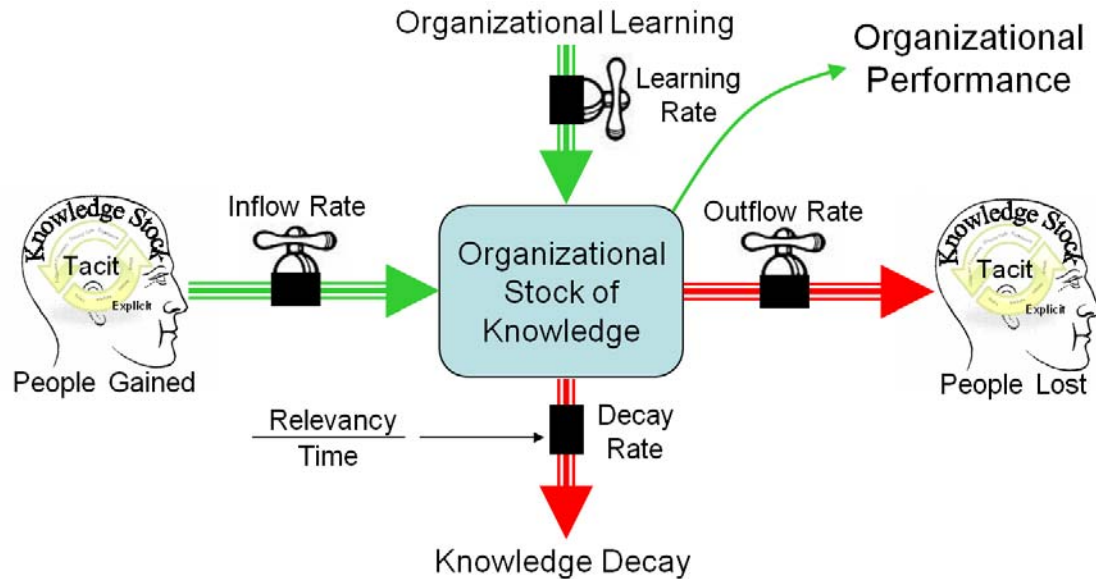 Organizational Learning
Organizational
Performance
Learning
Rate
Knowledge Stock
Tacit
Explicit
People Gained
Inflow Rate
Organizational
Stock of
Knowledge
Outflow Rate
Knowledge Stock
Tacit
Explicit
People Lost
Relevancy
Time
Decay
Rate
Knowledge Decay